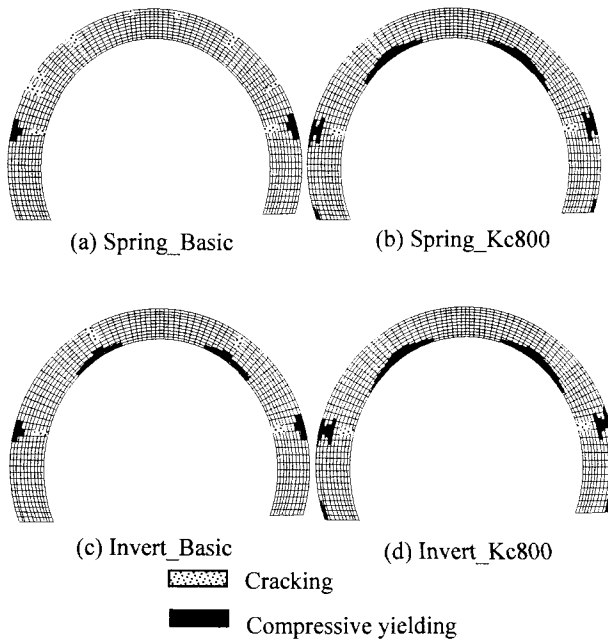 (a) Spring_Basic
(b) Spring_Kc800
(c) Invert_Basic
(d) Invert_Kc800
Cracking
Compressive yielding